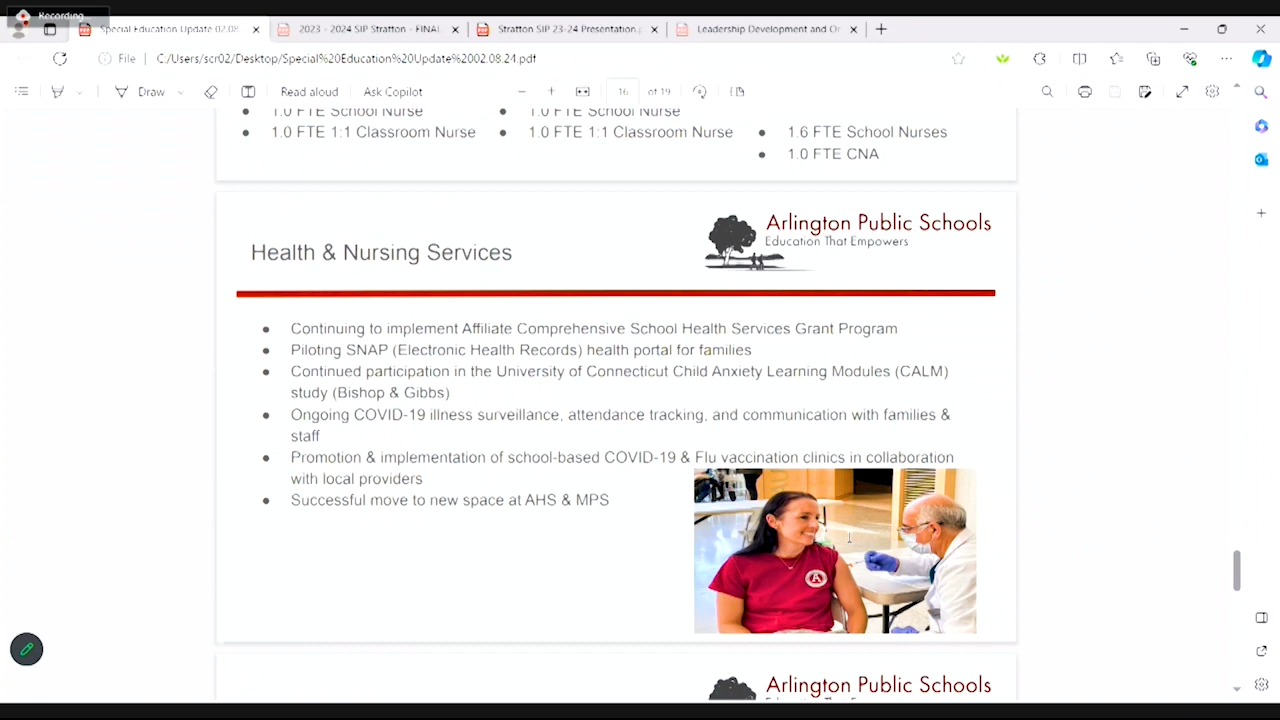 Recording...
Special Education Update 02.08.
2023 - 2024 SIP Stratton - FINAL
Stratton SIP 23-24 Presentation.
Leadership Development and Or
File
C:/Users/scr02/Desktop/Special%20Education%20Update%2002.08.24.pdf
Draw
Read aloud
Ask Copilot
16
of 19
1.0 FTE School Nurse
1.0 FTE School Nurse
• 1.0 FTE 1:1 Classroom Nurse
• 1.0 FTE 1:1 Classroom Nurse
• 1.6 FTE School Nurses
• 1.0 FTE CNA
Arlington Public Schools
Education That Empowers
Health & Nursing Services
• Continuing to implement Affiliate Comprehensive School Health Services Grant Program
• Piloting SNAP (Electronic Health Records) health portal for families
• Continued participation in the University of Connecticut Child Anxiety Learning Modules (CALM)
study (Bishop & Gibbs)
• Ongoing COVID-19 illness surveillance, attendance tracking, and communication with families &
staff
• Promotion & implementation of school-based COVID-19 & Flu vaccination clinics in collaboration
with local providers
• Successful move to new space at AHS & MPS
A
Arlington Public Schools